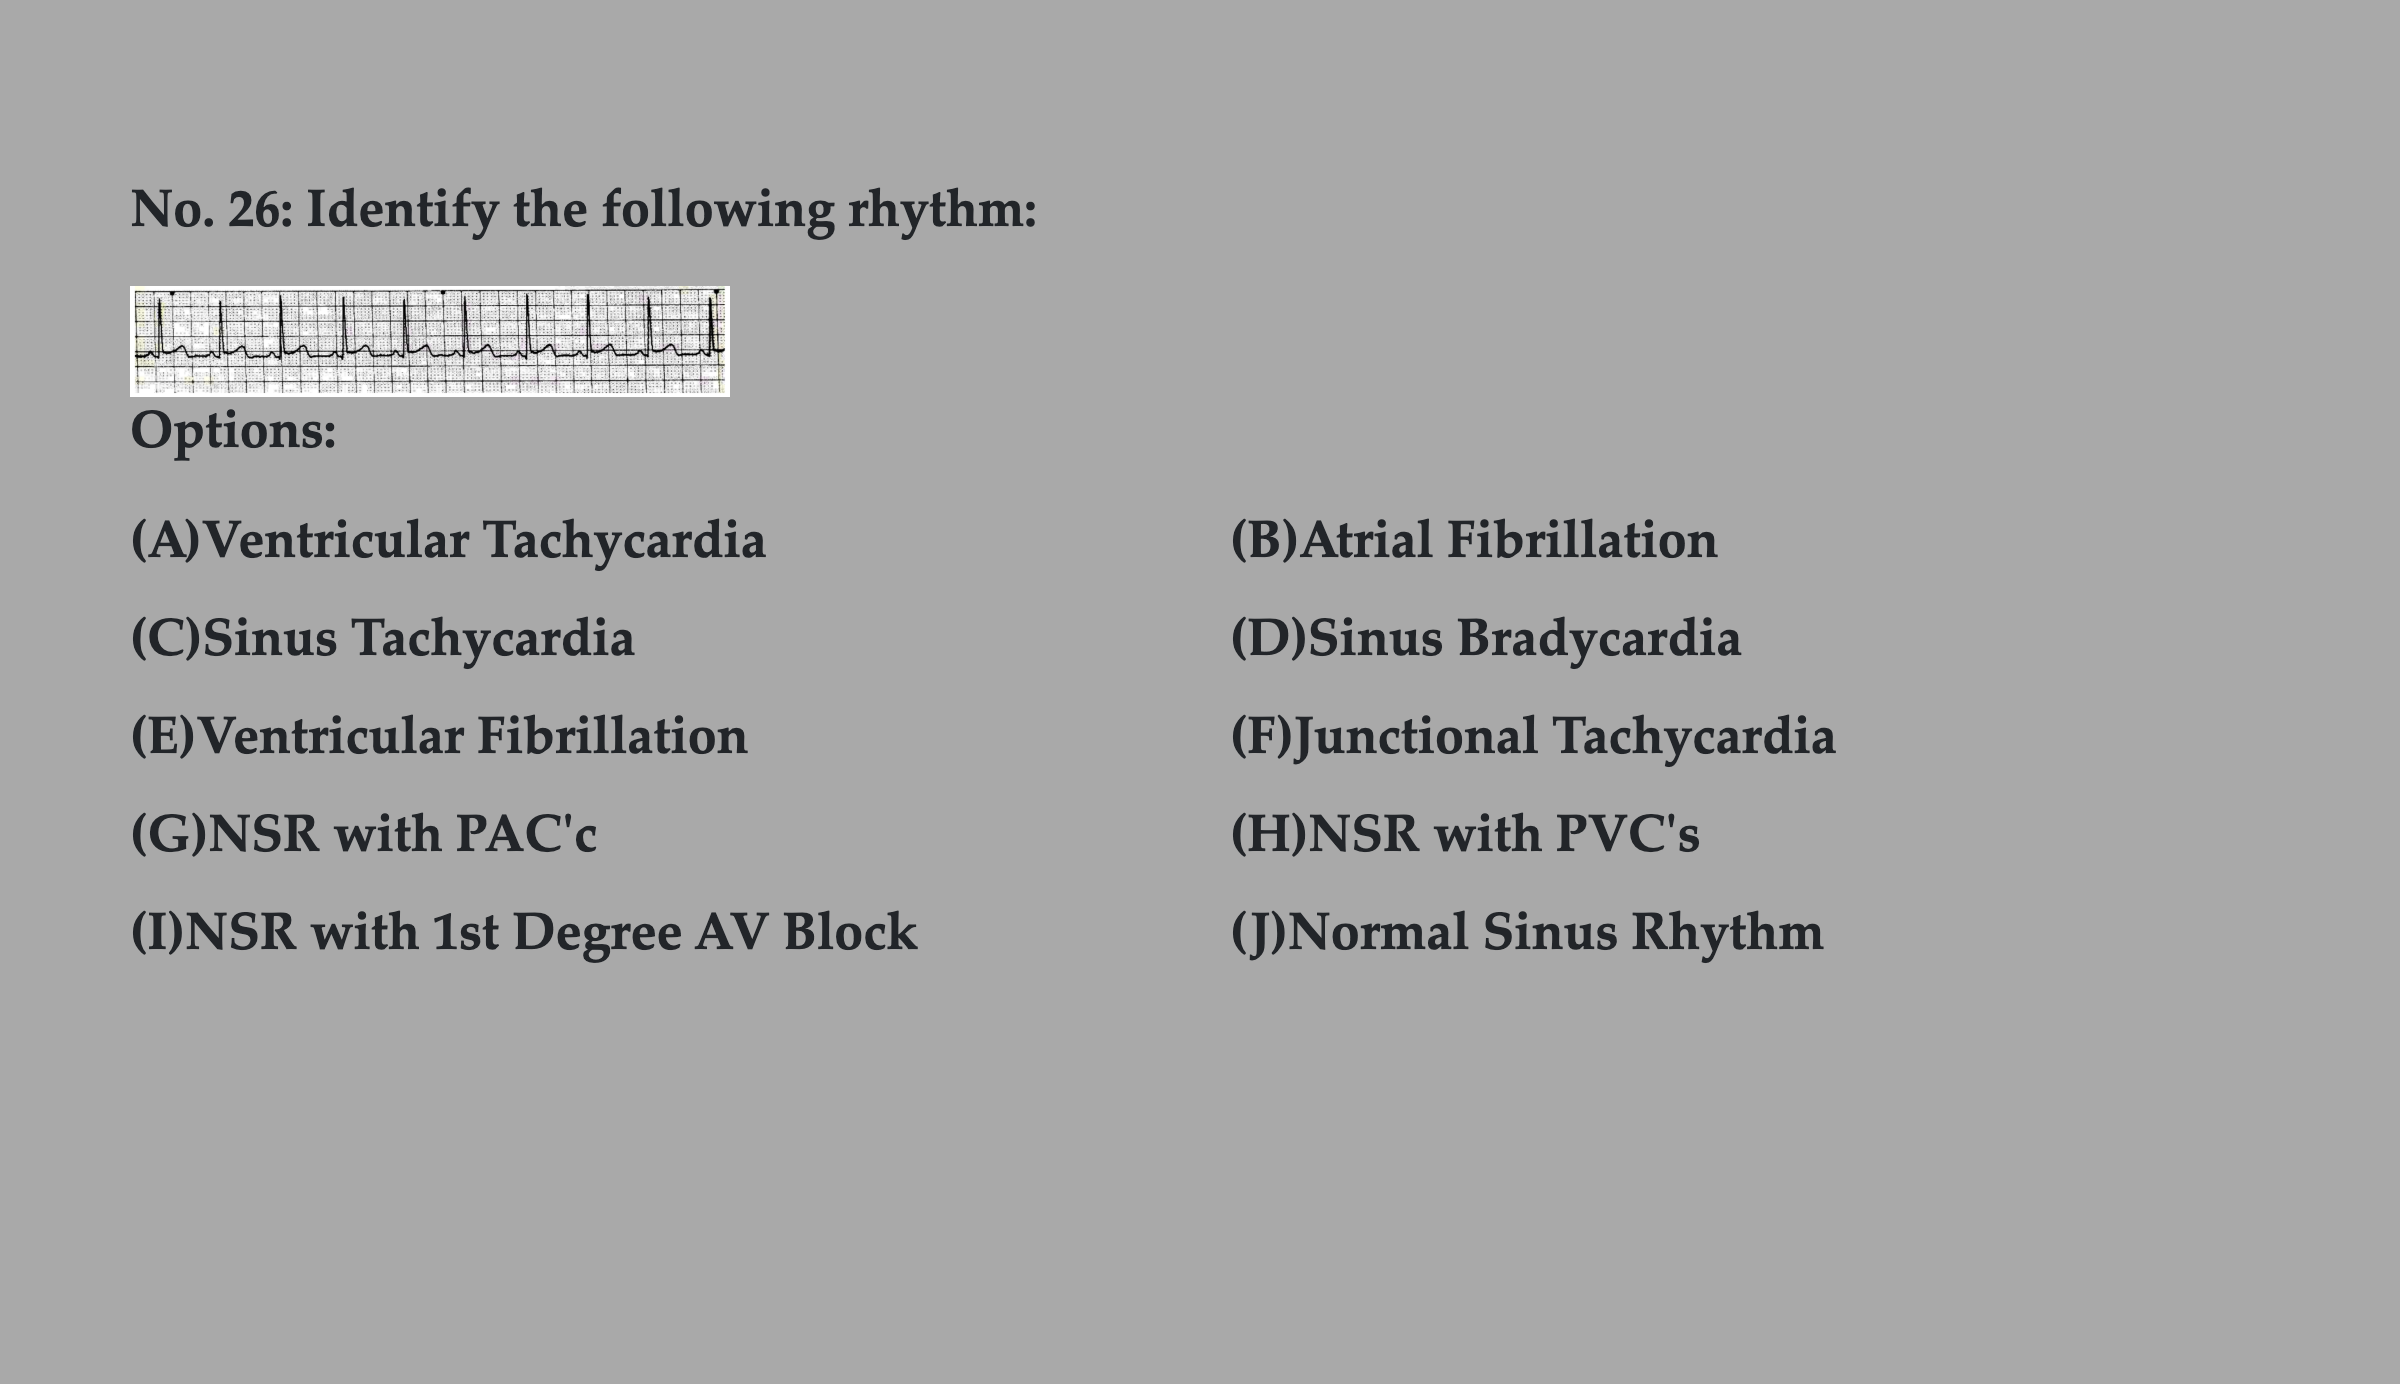 No. 26: Identify the following rhythm:
Options:
(A)Ventricular Tachycardia
(B)Atrial Fibrillation
(C)Sinus Tachycardia
(D)Sinus Bradycardia
(E)Ventricular Fibrillation
(F)Junctional Tachycardia
(G)NSR with PAC'c
(H)NSR with PVC's
(I)NSR with 1st Degree AV Block
(J)Normal Sinus Rhythm